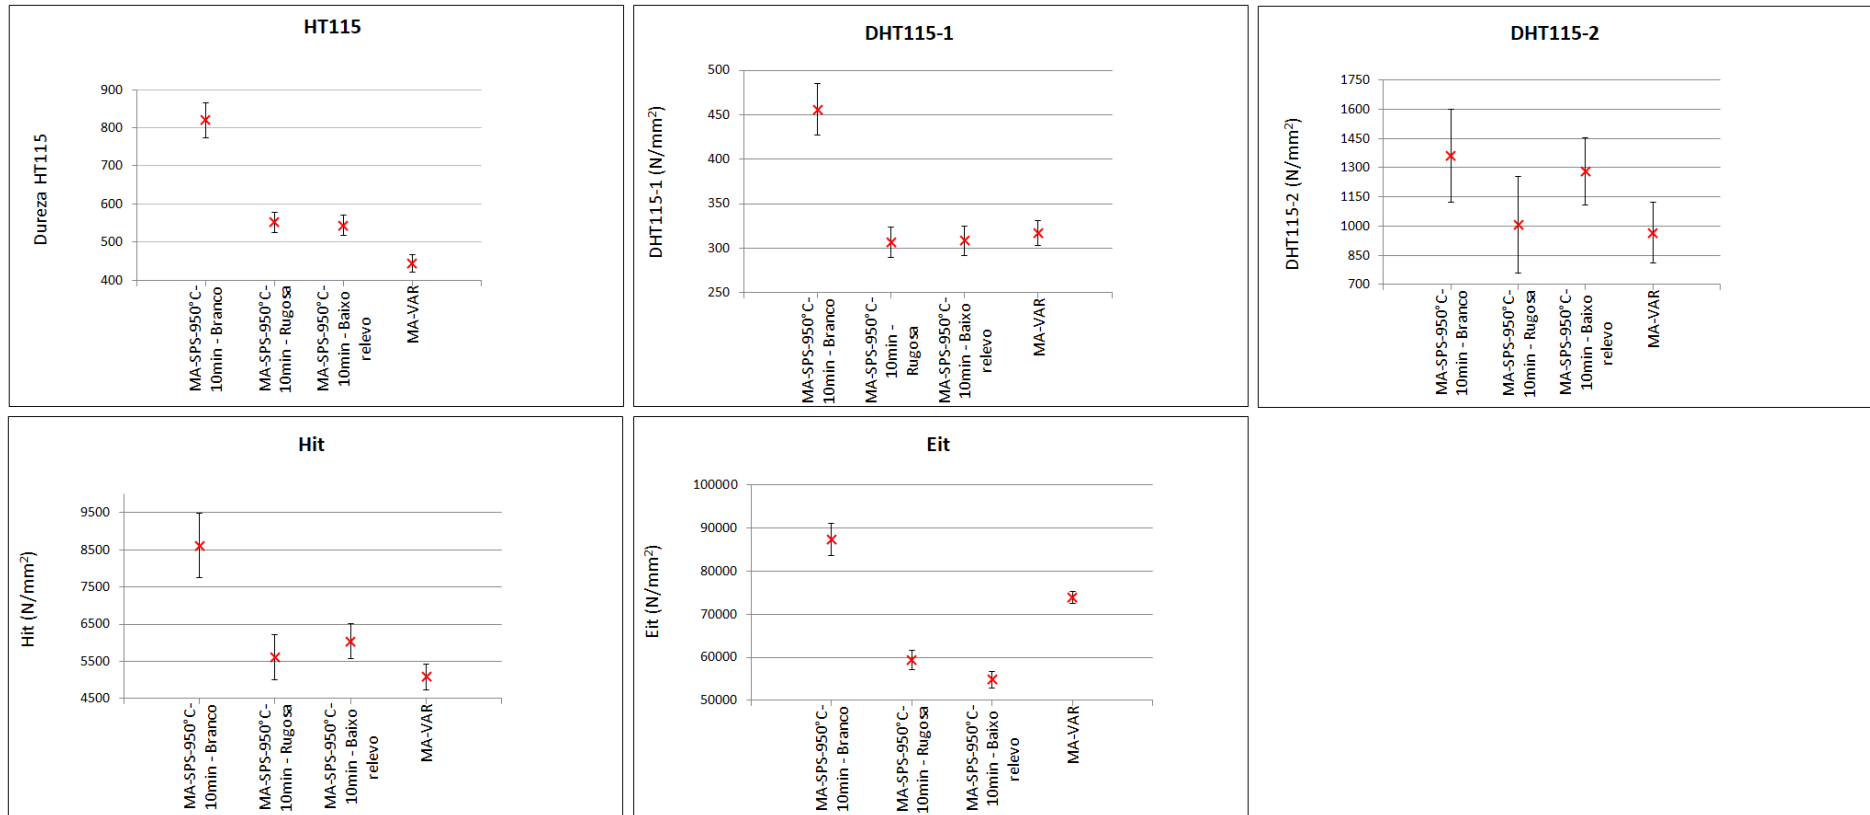 HT115
Dureza HT115
900
800
700
600
500
400
MA-SPS-950°C-
10min - Branco
MA-SPS-950°C-
10min - Rugosa
MA-SPS-950°C-
10min - Baixo
relevo
MA-VAR
DHT115-1
DHT115-1 (N/mm²)
500
450
400
350
300
250
MA-SPS-950°C-
10min - Branco
MA-SPS-950°C-
10min -
Rugosa
MA-SPS-950°C-
10min - Baixo
relevo
MA-VAR
DHT115-2
DHT115-2 (N/mm²)
1750
1600
1450
1300
1150
1000
850
700
MA-SPS-950°C-
10min - Branco
MA-SPS-950°C-
10min - Rugosa
MA-SPS-950°C-
10min - Baixo
relevo
MA-VAR
Hit
Hit (N/mm²)
9500
8500
7500
6500
5500
4500
MA-SPS-950°C-
10min - Branco
MA-SPS-950°C-
10min - Rugosa
MA-SPS-950°C-
10min - Baixo
relevo
MA-VAR
Eit
Eit (N/mm²)
100000
90000
80000
70000
60000
50000
MA-SPS-950°C-
10min - Branco
MA-SPS-950°C-
10min - Rugosa
MA-SPS-950°C-
10min - Baixo
relevo
MA-VAR